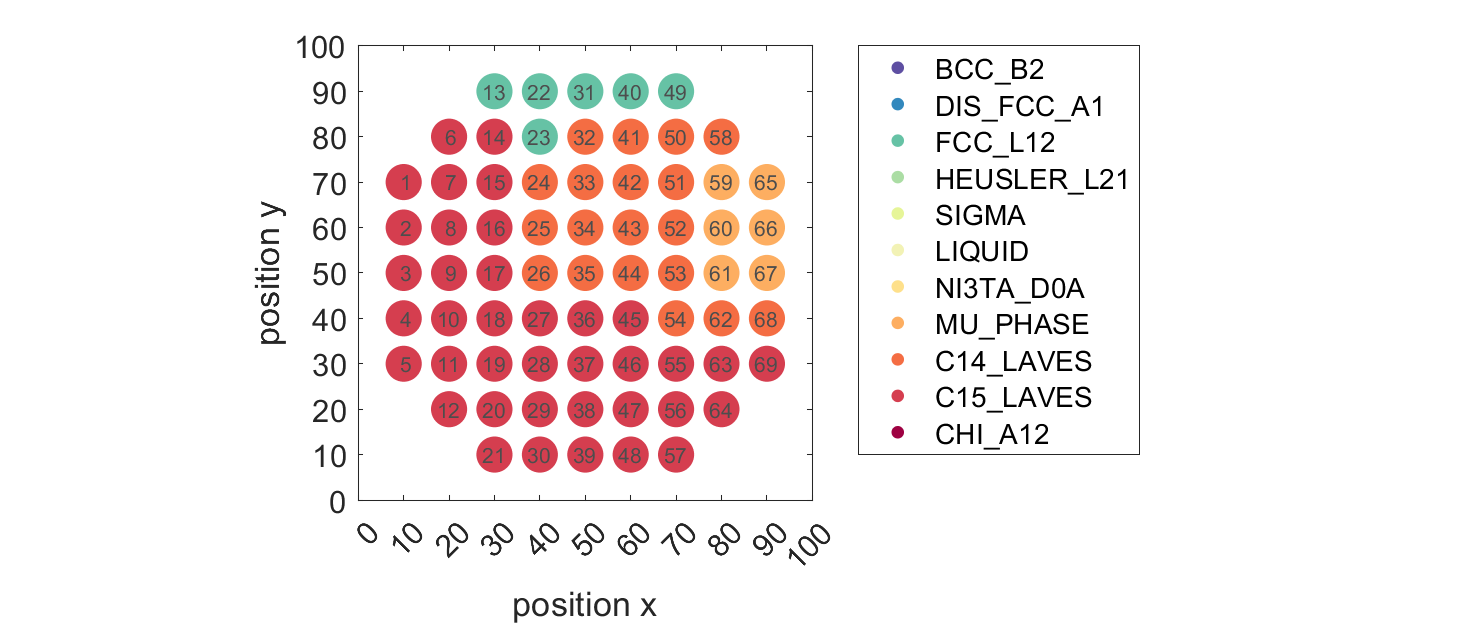 100
90
80
70
60
50
40
30
20
10
0
position y
13 22 31 40 49
6 14 23 32 41 50 58
1 7 15 24 33 42 51 59 65
2 8 16 25 34 43 52 60 66
3 9 17 26 35 44 53 61 67
4 10 18 27 36 45 54 62 68
5 11 19 28 37 46 55 63 69
12 20 29 38 47 56 64
21 30 39 48 57
0 10 20 30 40 50 60 70 80 90 100
position x
BCC_B2
DIS_FCC_A1
FCC_L12
HEUSLER_L21
SIGMA
LIQUID
NI3TA_D0A
MU_PHASE
C14_LAVES
C15_LAVES
CHI_A12